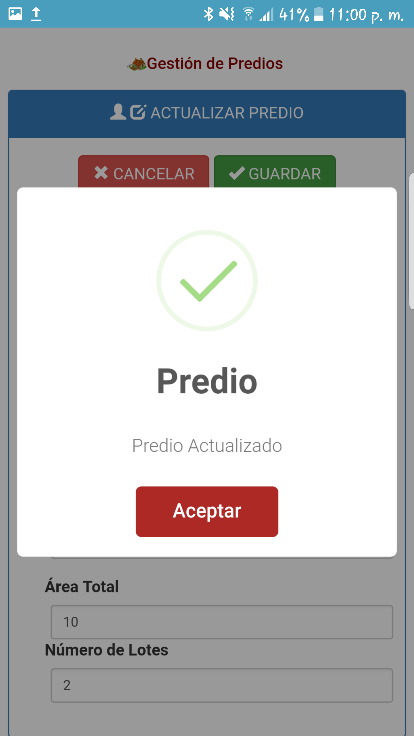 41% 11:00 p. m.
Gestión de Predios
ACTUALIZAR PREDIO
CANCELAR GUARDAR
Predio
Predio Actualizado
Aceptar
Área Total
10
Número de Lotes
2